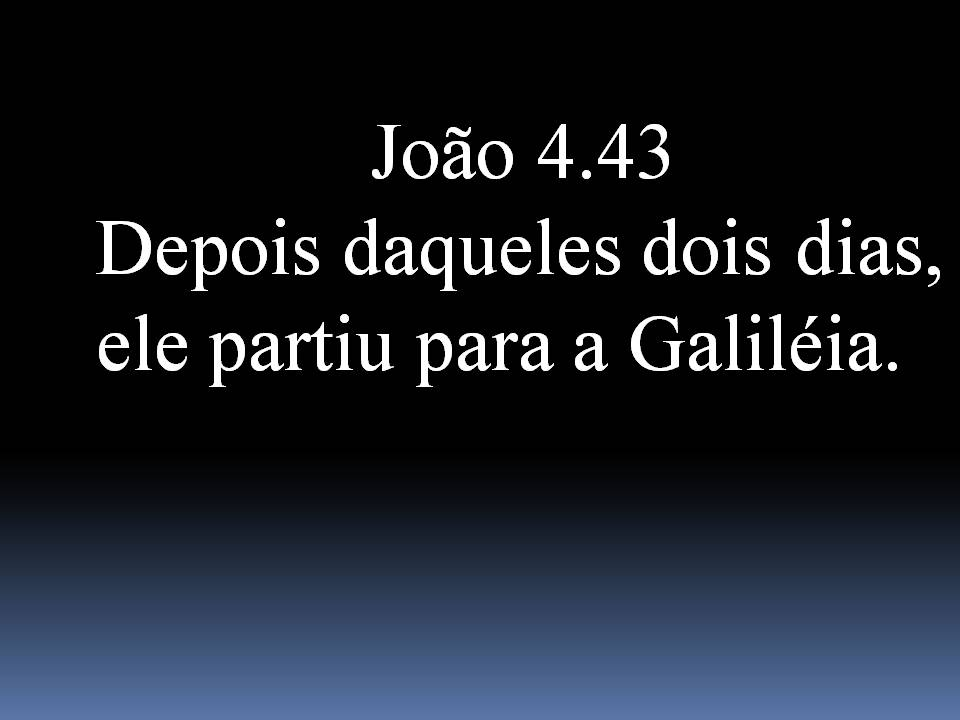 João 4.43
Depois daqueles dois dias,
ele partiu para a Galiléia.